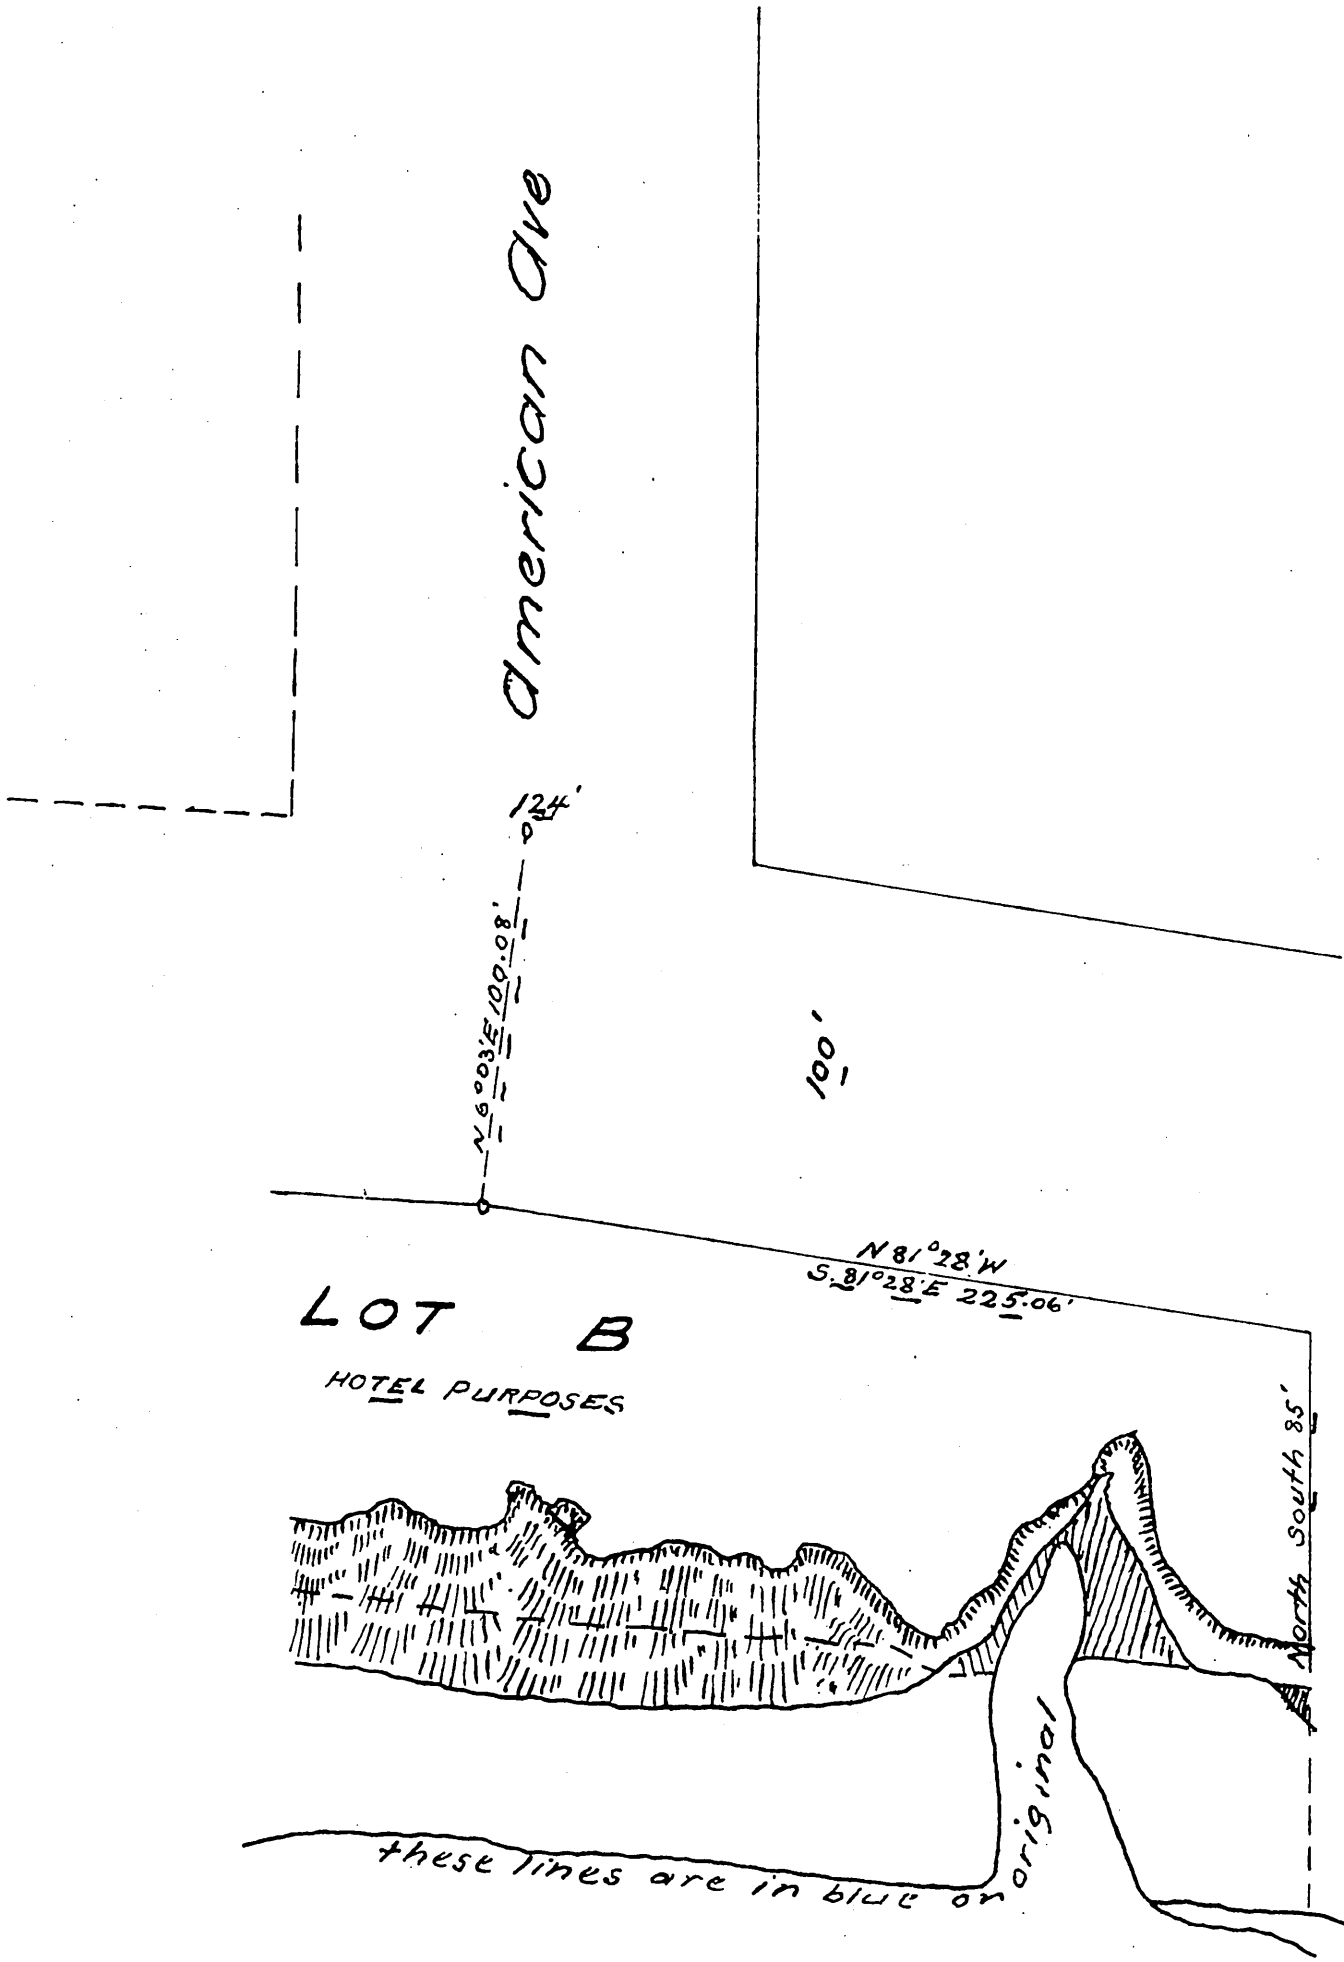 American Ave
124'
N 6°03'E 100.08'
100'
N 81°28'W
S. 81°28'E 225.06'
LOT B
HOTEL PURPOSES
North South 85'
these lines are in blue on original